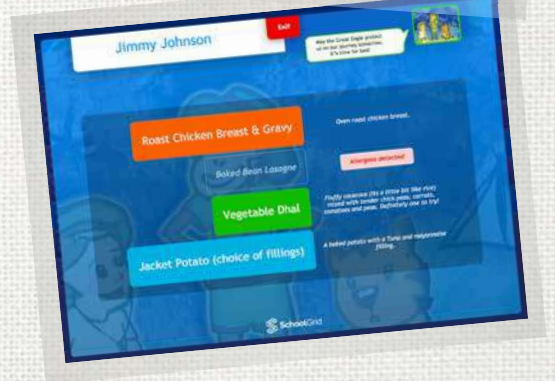 Jimmy Johnson
Exit
May the Great Eagle protect
us on our journey tomorrow,
it's time for bed!
Roast Chicken Breast & Gravy
Oven roast chicken breast.
Baked Bean Lasagne
Allergens detected
Vegetable Dhal
Fluffy couscous (its a little bit like rice)
mixed with tender chick peas, carrots,
tomatoes and peas. Definitely one to try!
Jacket Potato (choice of fillings)
A baked potato with a Tuna and mayonnaise
filling.
SchoolGrid